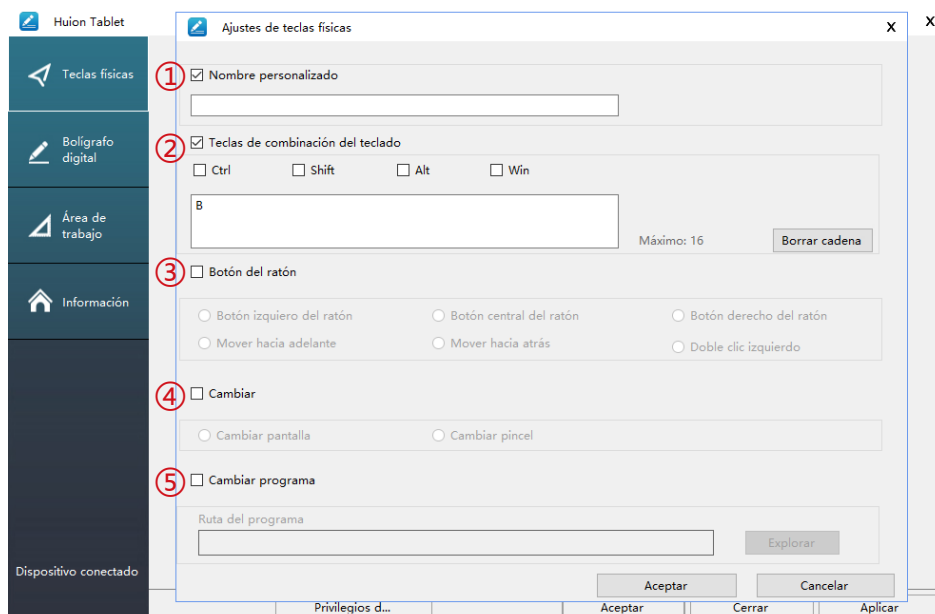 Huion Tablet
X
Ajustes de teclas físicas
X
Teclas físicas
Bolígrafo
digital
Área de
trabajo
Información
Dispositivo conectado
① Nombre personalizado
② Teclas de combinación del teclado
Ctrl Shift Alt Win
B
Máximo: 16 Borrar cadena
③ Botón del ratón
Botón izquiero del ratón Botón central del ratón Botón derecho del ratón
Mover hacia adelante Mover hacia atrás Doble clic izquierdo
④ Cambiar
Cambiar pantalla Cambiar pincel
⑤ Cambiar programa
Ruta del programa
Explorar
Aceptar Cancelar
Privilegios d... Aceptar Cerrar Aplicar